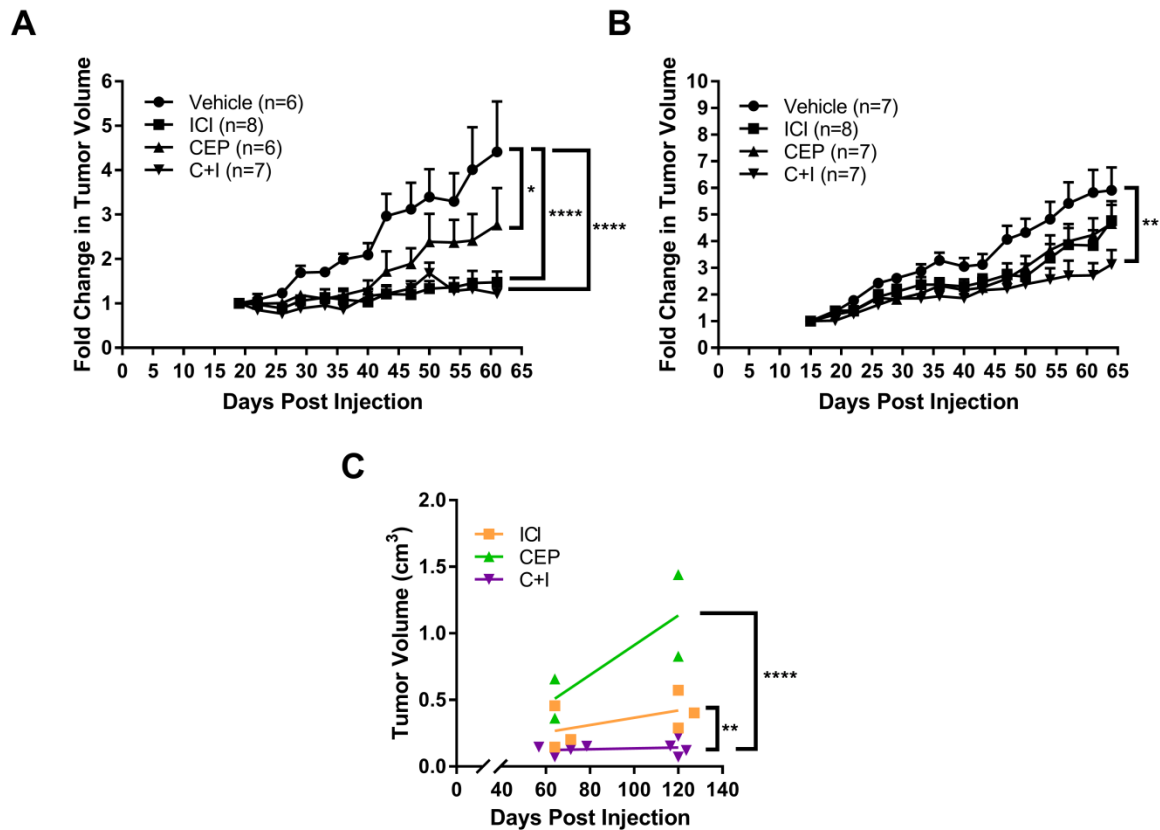 A
Fold Change in Tumor Volume
6
5
4
3
2
1
0
Vehicle (n=6)
ICI (n=8)
CEP (n=6)
C+I (n=7)
*
****
****
0 5 10 15 20 25 30 35 40 45 50 55 60 65
Days Post Injection
B
Fold Change in Tumor Volume
10
9
8
7
6
5
4
3
2
1
0
Vehicle (n=7)
ICI (n=8)
CEP (n=7)
C+I (n=7)
**
0 5 10 15 20 25 30 35 40 45 50 55 60 65
Days Post Injection
C
Tumor Volume (cm³)
2.0
1.5
1.0
0.5
0.0
ICI
CEP
C+I
****
**
0 40 60 80 100 120 140
Days Post Injection